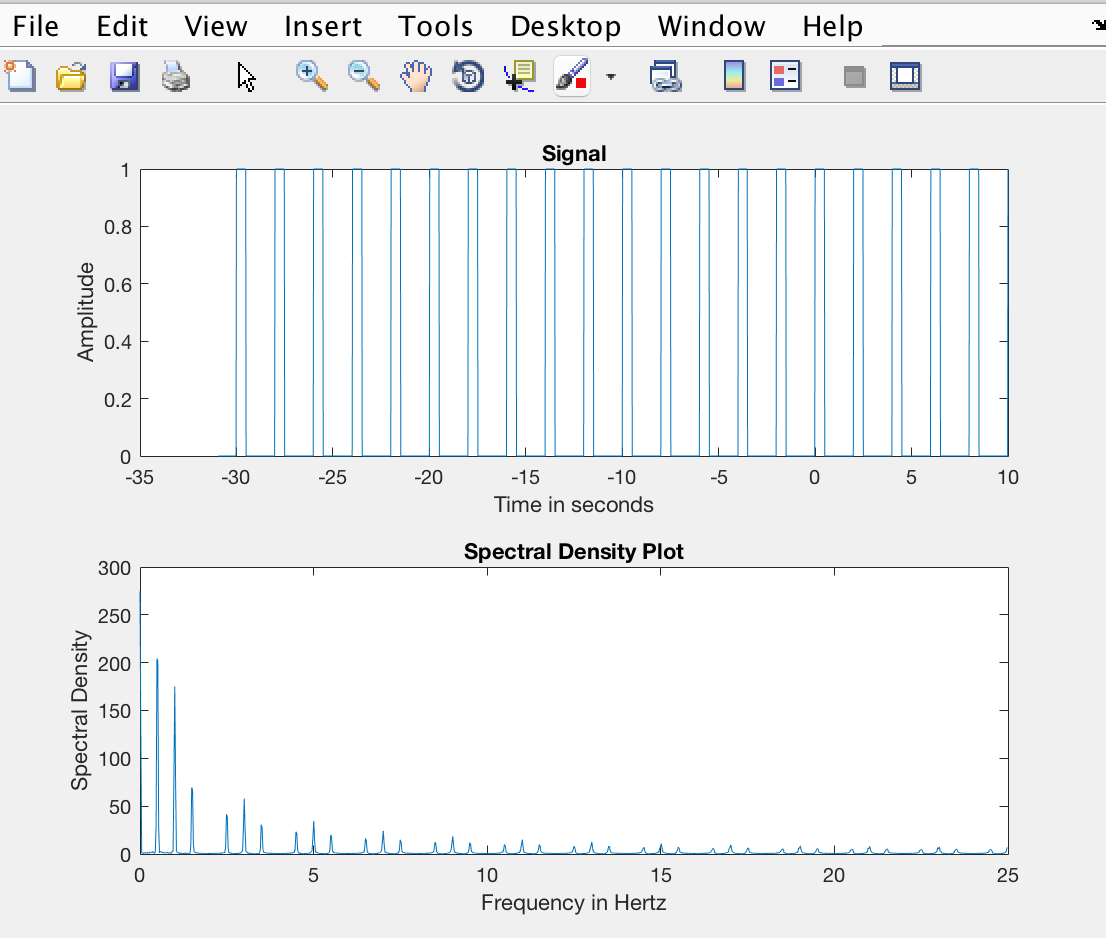 File Edit View Insert Tools Desktop Window Help
Signal
1
0.8
0.6
0.4
0.2
0
Amplitude
-35 -30 -25 -20 -15 -10 -5 0 5 10
Time in seconds
Spectral Density Plot
300
250
200
150
100
50
0
Spectral Density
0 5 10 15 20 25
Frequency in Hertz